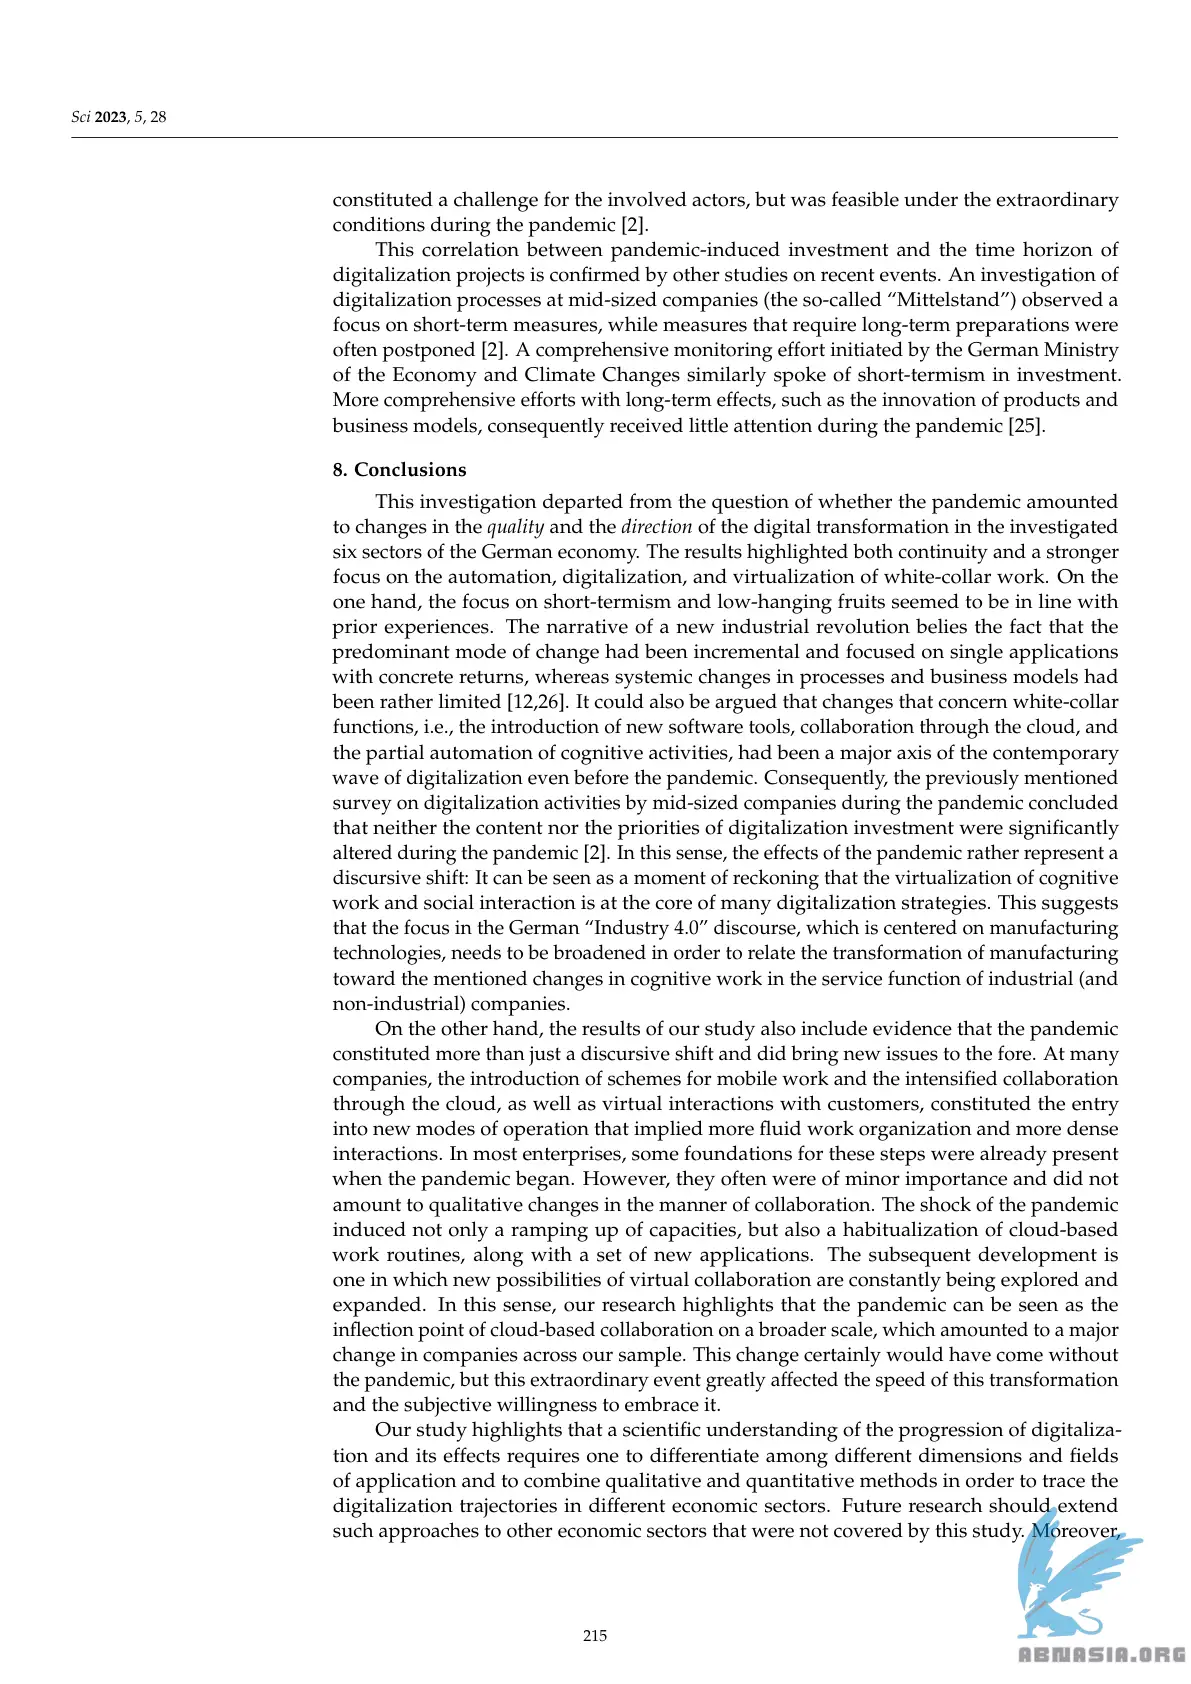 Sci 2023, 5, 28
constituted a challenge for the involved actors, but was feasible under the extraordinary
conditions during the pandemic [2].
This correlation between pandemic-induced investment and the time horizon of
digitalization projects is confirmed by other studies on recent events. An investigation of
digitalization processes at mid-sized companies (the so-called “Mittelstand”) observed a
focus on short-term measures, while measures that require long-term preparations were
often postponed [2]. A comprehensive monitoring effort initiated by the German Ministry
of the Economy and Climate Changes similarly spoke of short-termism in investment.
More comprehensive efforts with long-term effects, such as the innovation of products and
business models, consequently received little attention during the pandemic [25].
8. Conclusions
This investigation departed from the question of whether the pandemic amounted
to changes in the quality and the direction of the digital transformation in the investigated
six sectors of the German economy. The results highlighted both continuity and a stronger
focus on the automation, digitalization, and virtualization of white-collar work. On the
one hand, the focus on short-termism and low-hanging fruits seemed to be in line with
prior experiences. The narrative of a new industrial revolution belies the fact that the
predominant mode of change had been incremental and focused on single applications
with concrete returns, whereas systemic changes in processes and business models had
been rather limited [12,26]. It could also be argued that changes that concern white-collar
functions, i.e., the introduction of new software tools, collaboration through the cloud, and
the partial automation of cognitive activities, had been a major axis of the contemporary
wave of digitalization even before the pandemic. Consequently, the previously mentioned
survey on digitalization activities by mid-sized companies during the pandemic concluded
that neither the content nor the priorities of digitalization investment were significantly
altered during the pandemic [2]. In this sense, the effects of the pandemic rather represent a
discursive shift: It can be seen as a moment of reckoning that the virtualization of cognitive
work and social interaction is at the core of many digitalization strategies. This suggests
that the focus in the German “Industry 4.0” discourse, which is centered on manufacturing
technologies, needs to be broadened in order to relate the transformation of manufacturing
toward the mentioned changes in cognitive work in the service function of industrial (and
non-industrial) companies.
On the other hand, the results of our study also include evidence that the pandemic
constituted more than just a discursive shift and did bring new issues to the fore. At many
companies, the introduction of schemes for mobile work and the intensified collaboration
through the cloud, as well as virtual interactions with customers, constituted the entry
into new modes of operation that implied more fluid work organization and more dense
interactions. In most enterprises, some foundations for these steps were already present
when the pandemic began. However, they often were of minor importance and did not
amount to qualitative changes in the manner of collaboration. The shock of the pandemic
induced not only a ramping up of capacities, but also a habitualization of cloud-based
work routines, along with a set of new applications. The subsequent development is
one in which new possibilities of virtual collaboration are constantly being explored and
expanded. In this sense, our research highlights that the pandemic can be seen as the
inflection point of cloud-based collaboration on a broader scale, which amounted to a major
change in companies across our sample. This change certainly would have come without
the pandemic, but this extraordinary event greatly affected the speed of this transformation
and the subjective willingness to embrace it.
Our study highlights that a scientific understanding of the progression of digitaliza-
tion and its effects requires one to differentiate among different dimensions and fields
of application and to combine qualitative and quantitative methods in order to trace the
digitalization trajectories in different economic sectors. Future research should extend
such approaches to other economic sectors that were not covered by this study. Moreover,
215
ABNASIA.ORG